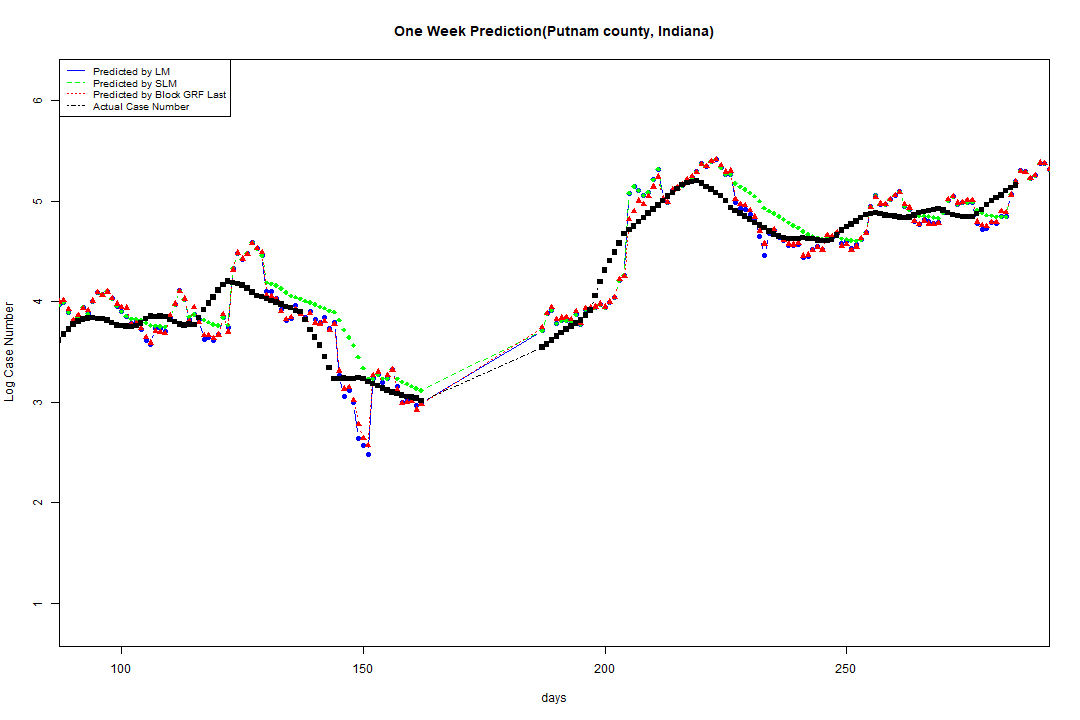 One Week Prediction(Putnam county, Indiana)
Predicted by LM
Predicted by SLM
Predicted by Block GRF Last
Actual Case Number
6
5
4
3
2
1
Log Case Number
100
150
200
250
days